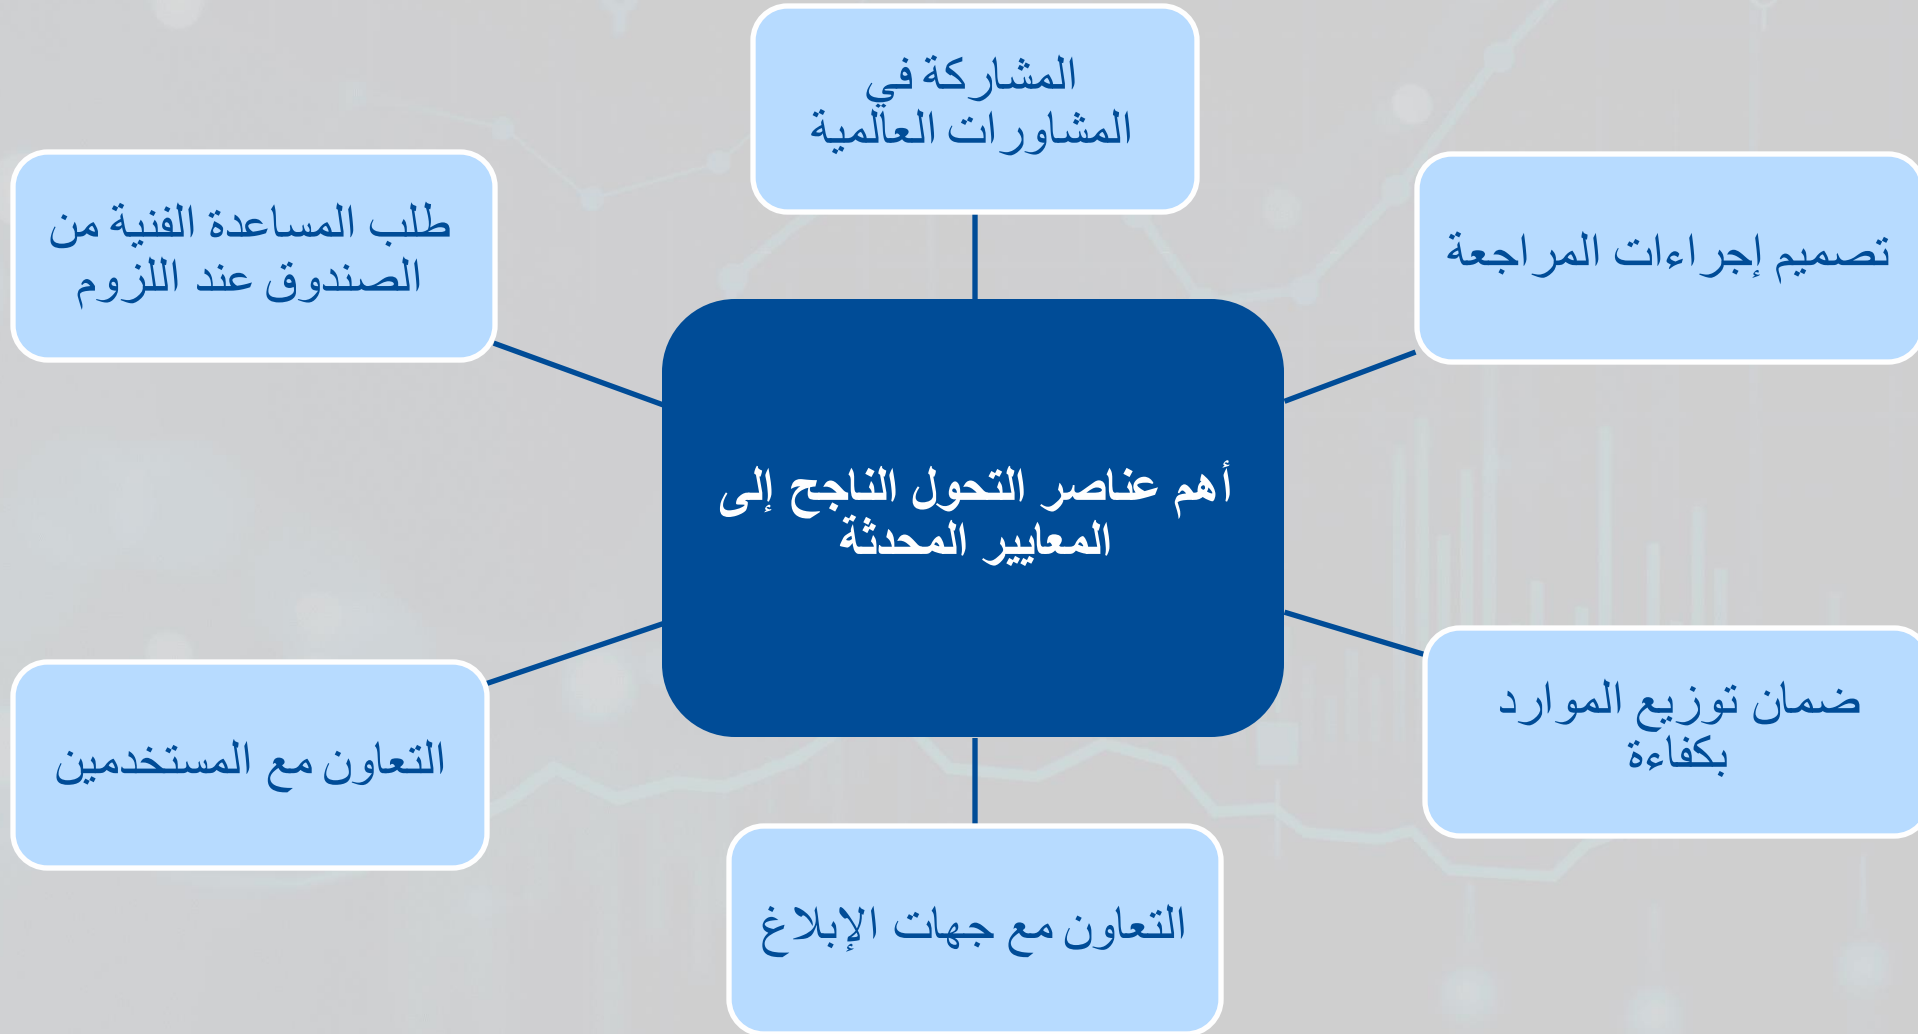 المشاركة في
المشاورات العالمية
تصميم إجراءات المراجعة
طلب المساعدة الفنية من
الصندوق عند اللزوم
أهم عناصر التحول الناجح إلى
المعايير المحدثة
ضمان توزيع الموارد
بكفاءة
التعاون مع المستخدمين
التعاون مع جهات الإبلاغ